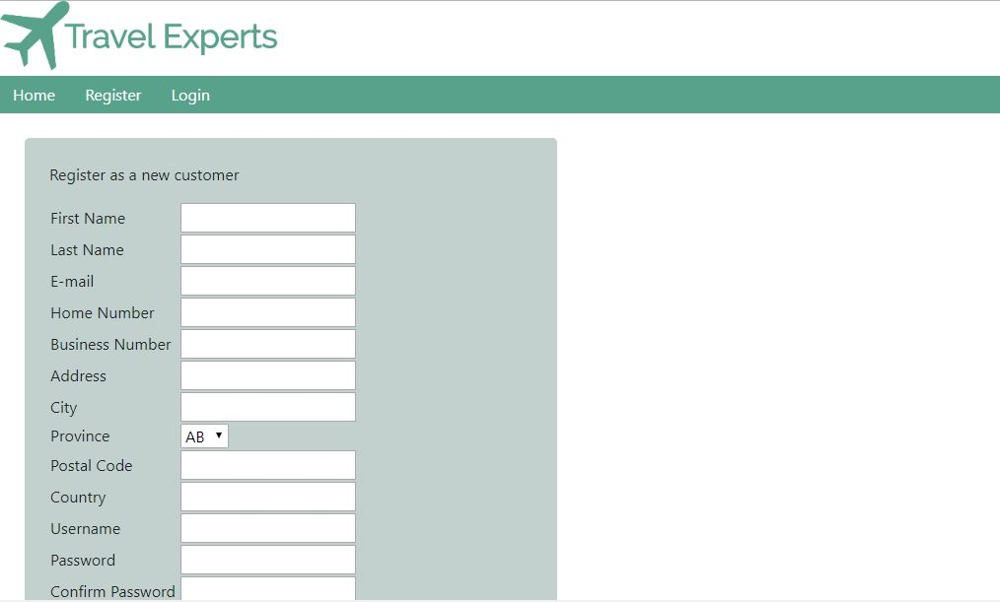 Travel Experts
Home Register Login
Register as a new customer
First Name
Last Name
E-mail
Home Number
Business Number
Address
City
Province AB
Postal Code
Country
Username
Password
Confirm Password